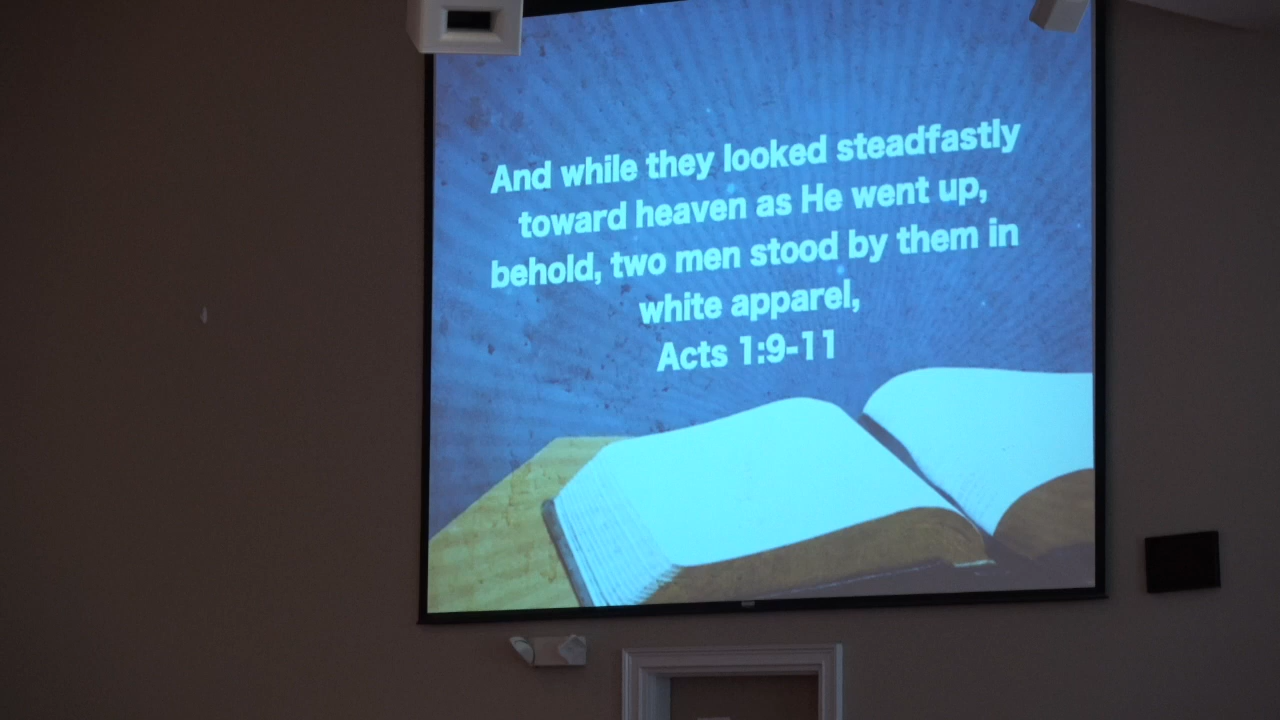 And while they looked steadfastly
toward heaven as He went up,
behold, two men stood by them in
white apparel,
Acts 1:9-11